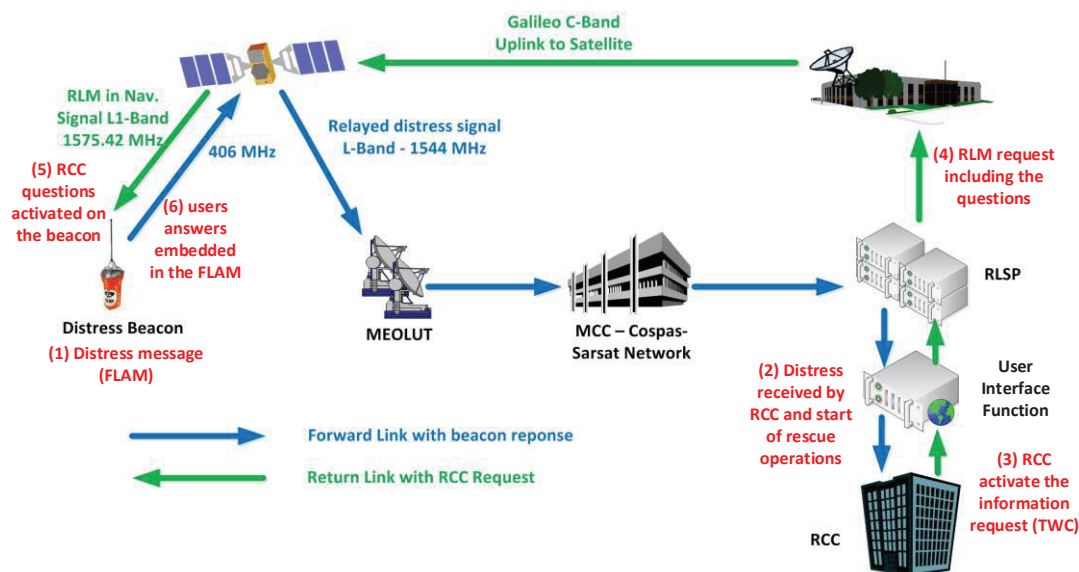 Galileo C-Band
Uplink to Satellite
RLM in Nav.
Signal L1-Band
1575.42 MHz
406 MHz
Relayed distress signal
L-Band - 1544 MHz
(5) RCC
questions
activated on
the beacon
(6) users
answers
embedded
in the FLAM
(4) RLM request
including the
questions
Distress Beacon
(1) Distress message
(FLAM)
MEOLUT
MCC – Cospas-
Sarsat Network
RLSP
(2) Distress
received by
RCC and start
of rescue
operations
User
Interface
Function
Forward Link with beacon reponse
Return Link with RCC Request
(3) RCC
activate the
information
request (TWC)
RCC